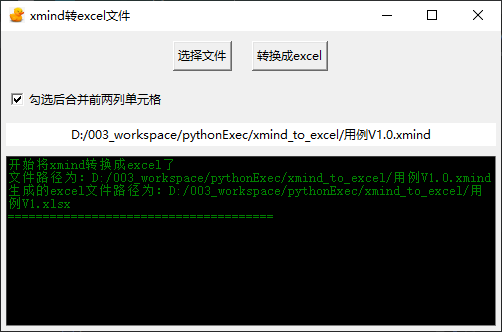 xmind转excel文件
选择文件 转换成excel
勾选后合并前两列单元格
D:/003_workspace/pythonExec/xmind_to_excel/用例V1.0.xmind
开始将xmind转换成excel了
文件路径为：D:/003_workspace/pythonExec/xmind_to_excel/用例V1.0.xmind
生成的excel文件路径为：D:/003_workspace/pythonExec/xmind_to_excel/用
例V1.xlsx
======================================